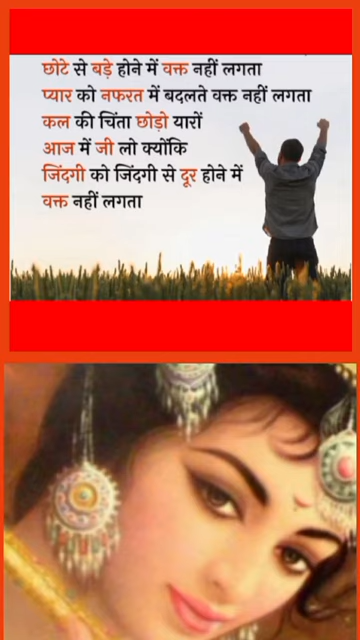 छोटे से बड़े होने में वक्त नहीं लगता
प्यार को नफरत में बदलते वक्त नहीं लगता
कल की चिंता छोड़ो यारों
आज में जी लो क्योंकि
जिंदगी को जिंदगी से दूर होने में
वक्त नहीं लगता